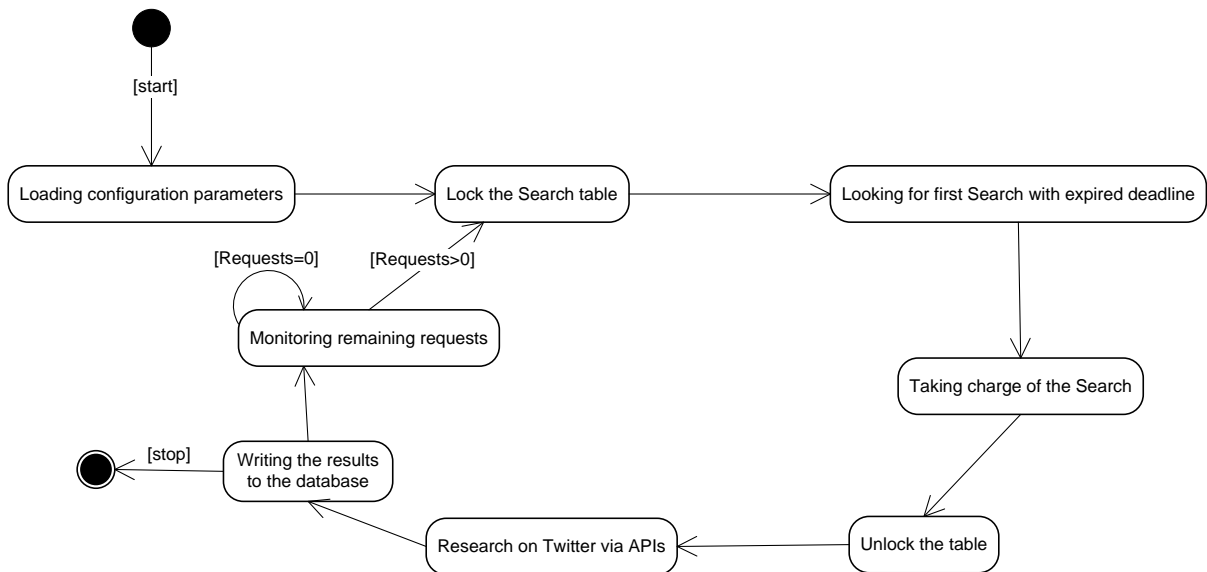 [start]
Loading configuration parameters
Lock the Search table
Looking for first Search with expired deadline
[Requests=0]
[Requests>0]
Monitoring remaining requests
Taking charge of the Search
[stop]
Writing the results
to the database
Research on Twitter via APIs
Unlock the table